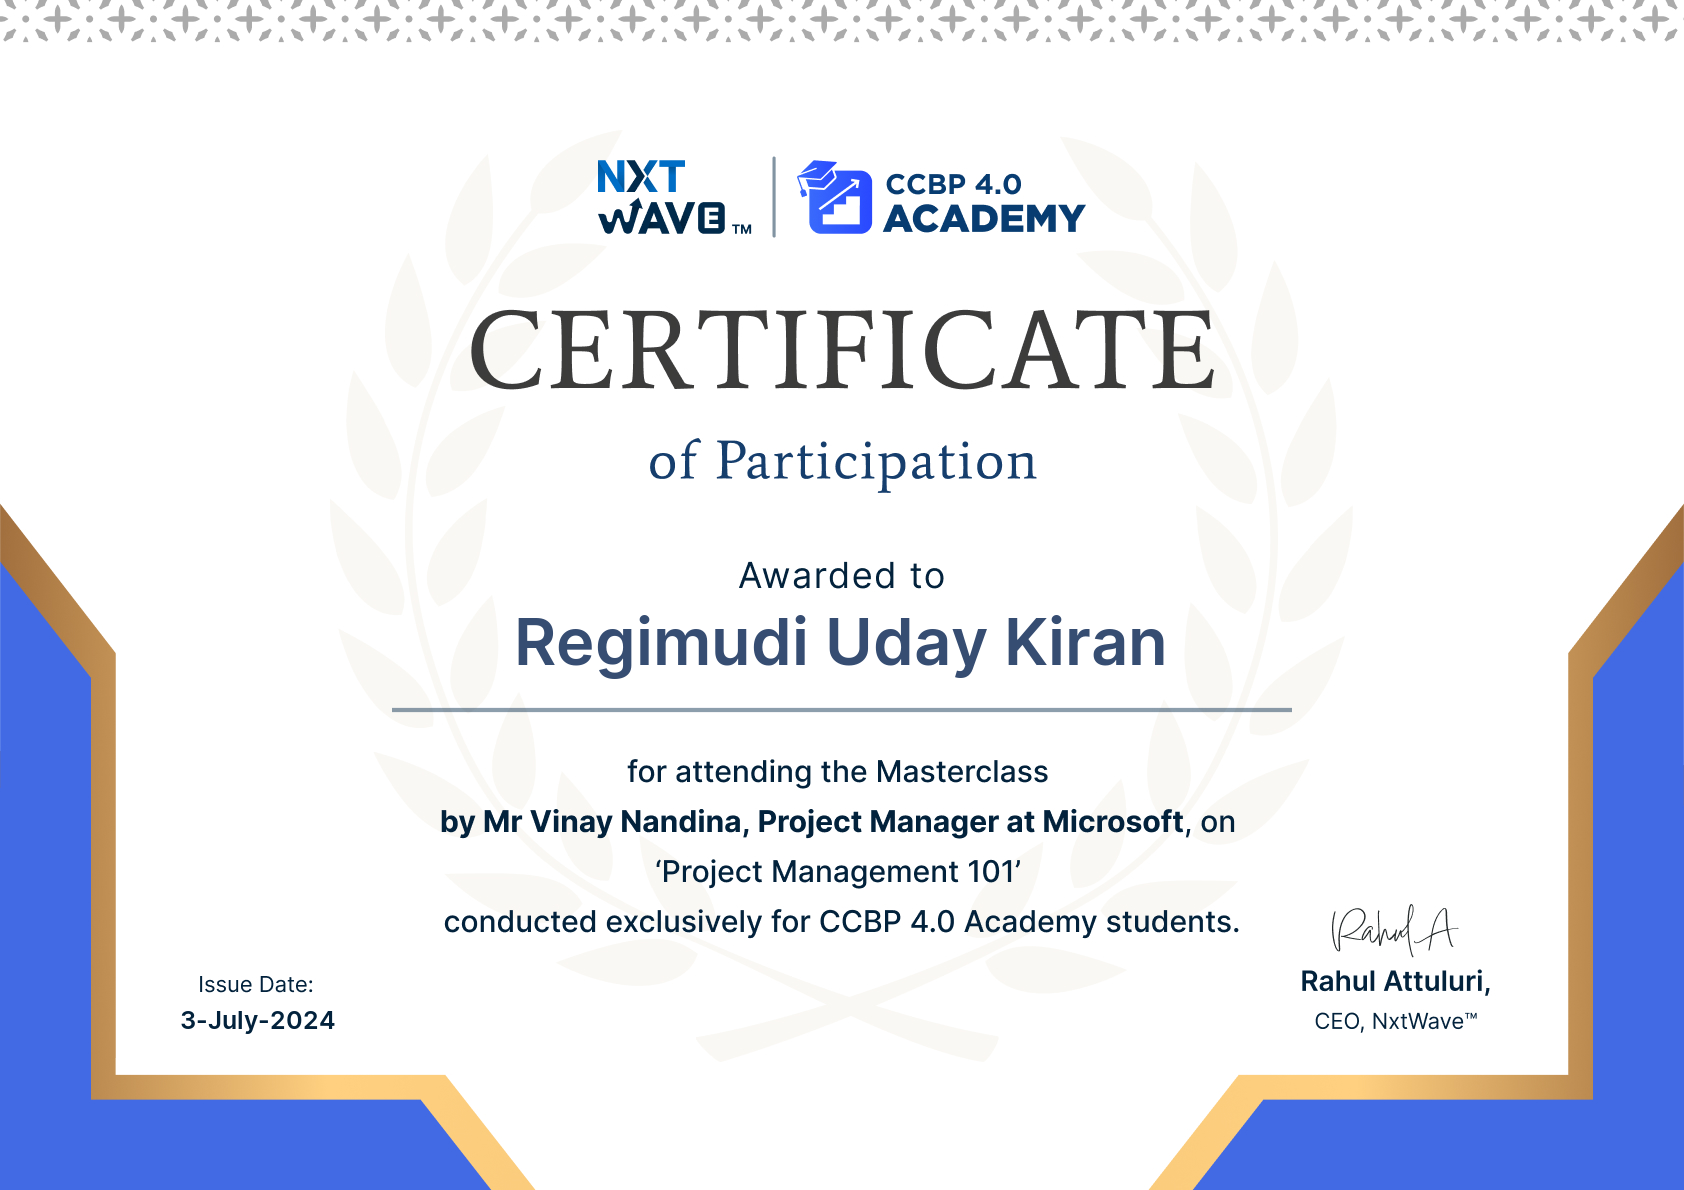 NXT
WAVE™
CCBP 4.0
ACADEMY
CERTIFICATE
of Participation
Awarded to
Regimudi Uday Kiran
for attending the Masterclass
by Mr Vinay Nandina, Project Manager at Microsoft, on
‘Project Management 101’
conducted exclusively for CCBP 4.0 Academy students.
Issue Date:
3-July-2024
Rahul A
Rahul Attuluri,
CEO, NxtWave™